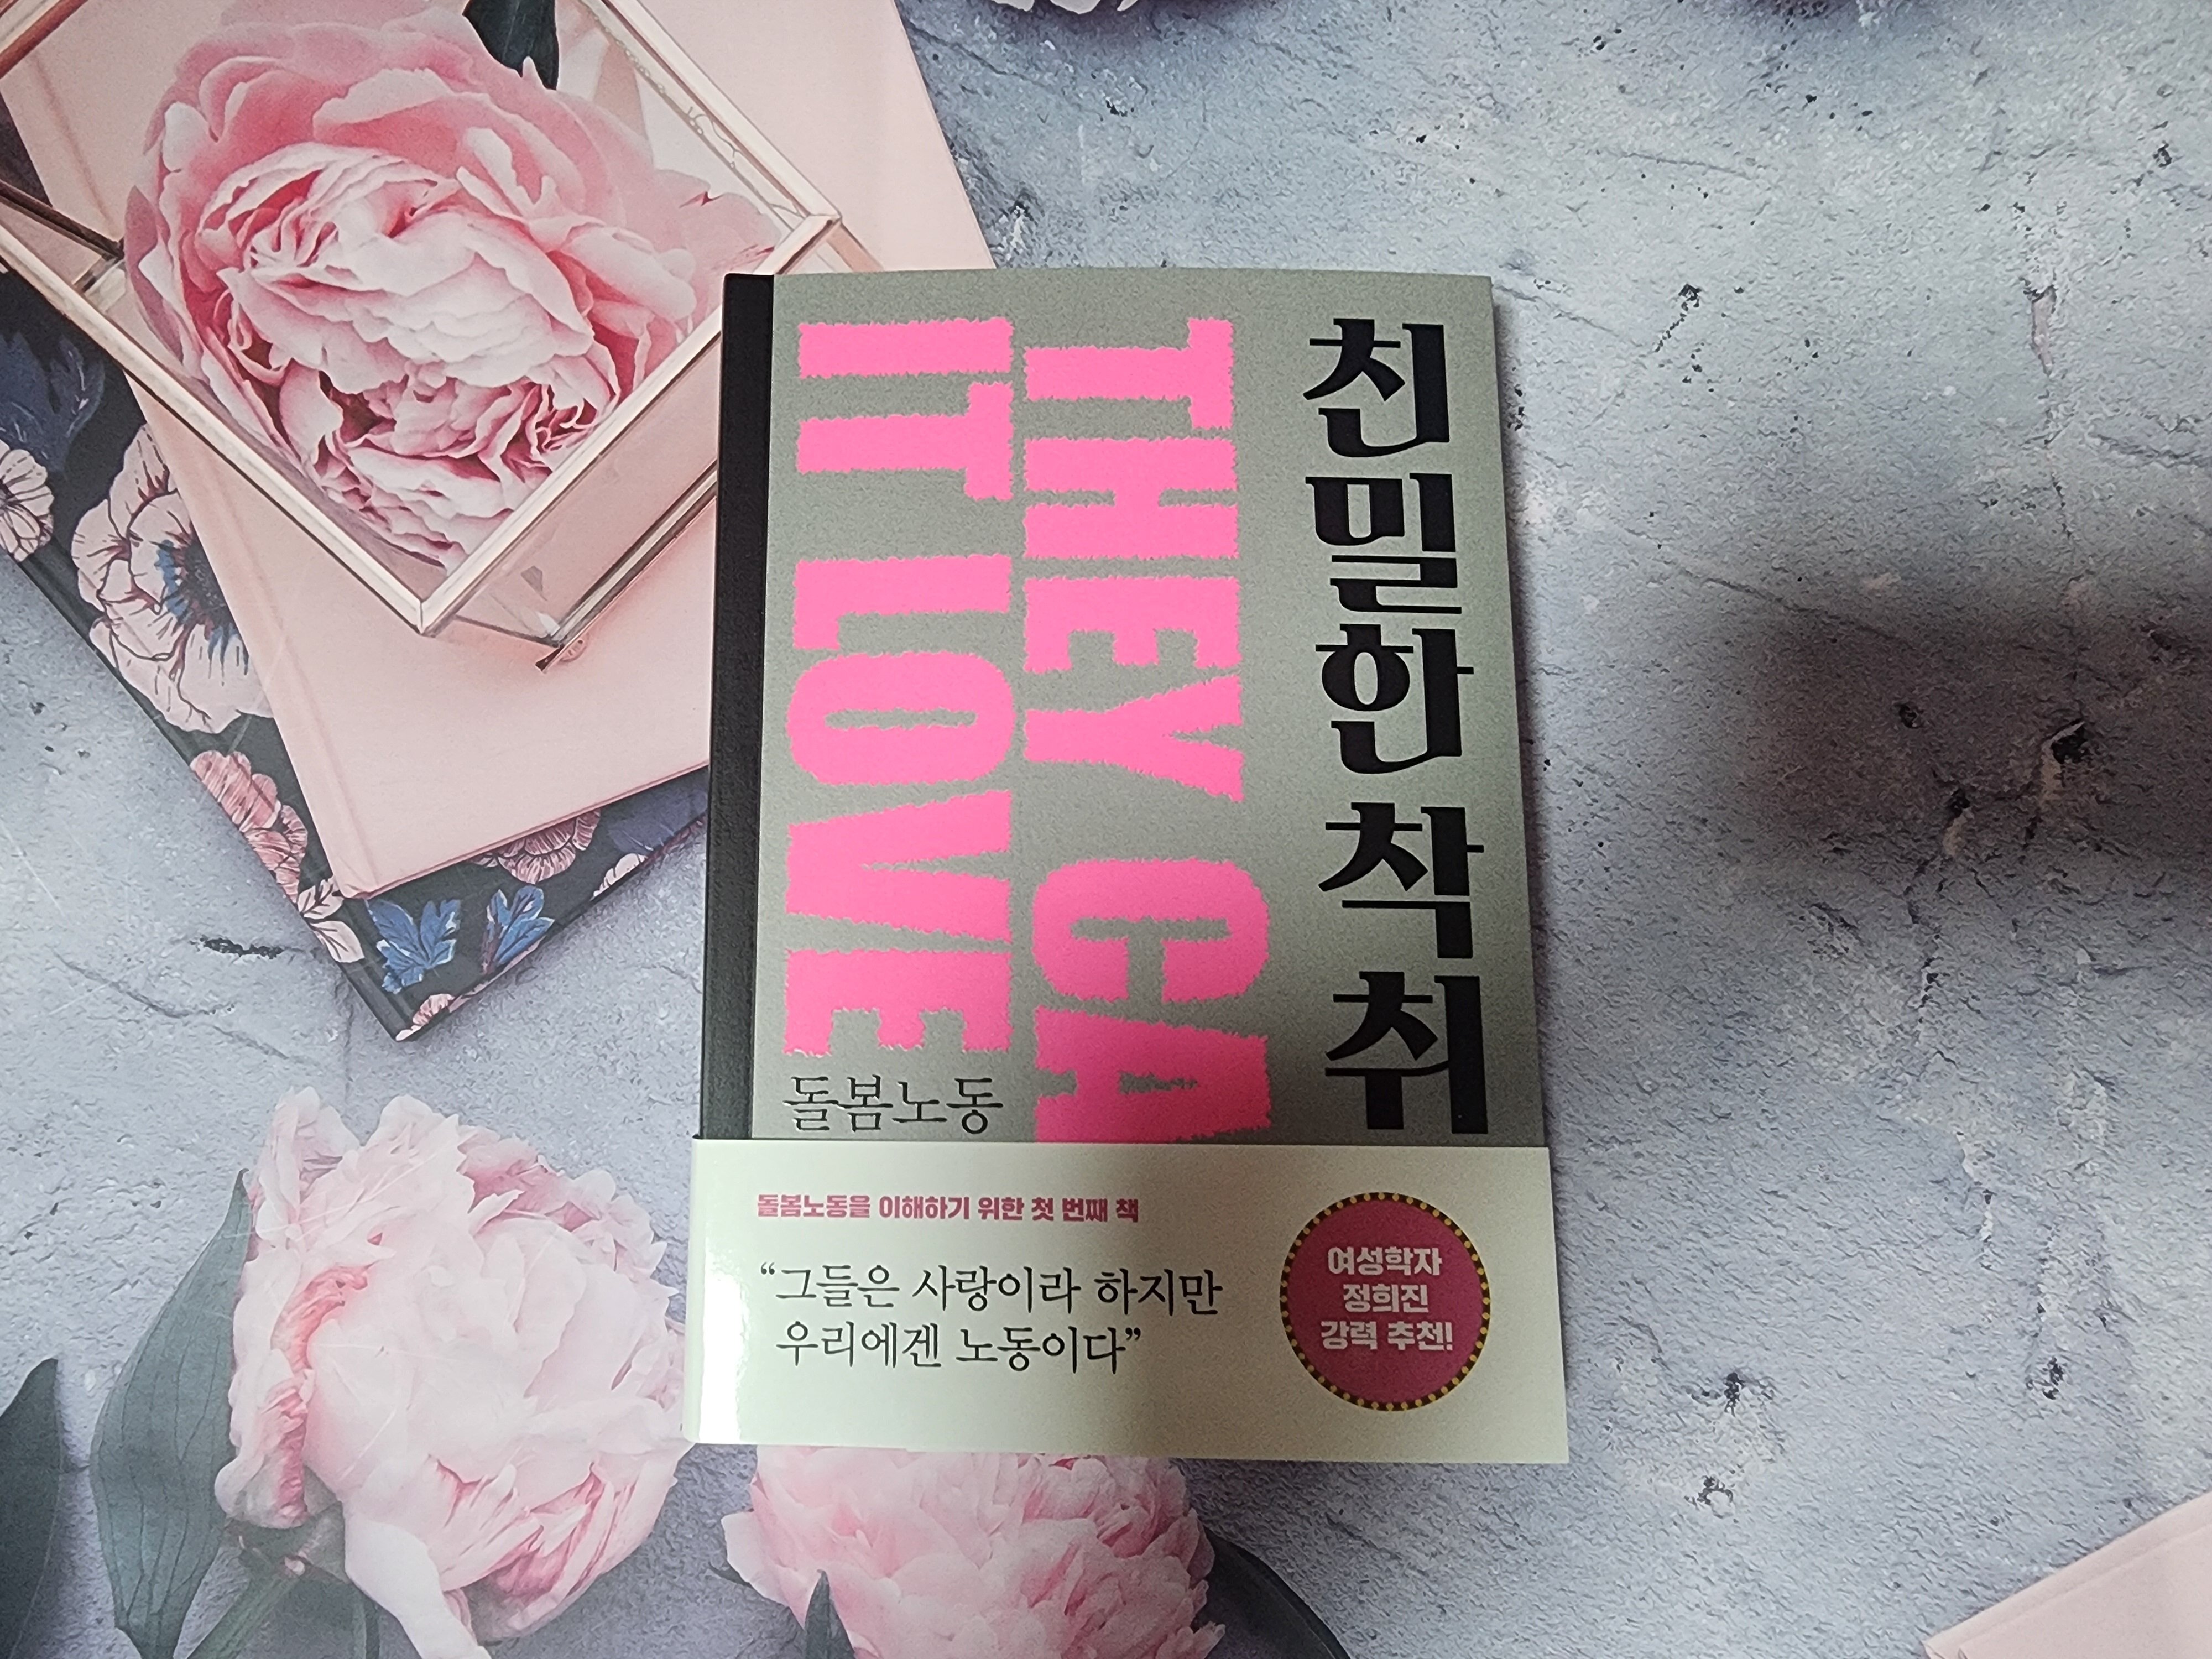 친밀한 착취
THEY CA
IT LOVE
돌봄노동
돌봄노동을 이해하기 위한 첫 번째 책
“그들은 사랑이라 하지만
우리에겐 노동이다”
여성학자
정희진
강력 추천!